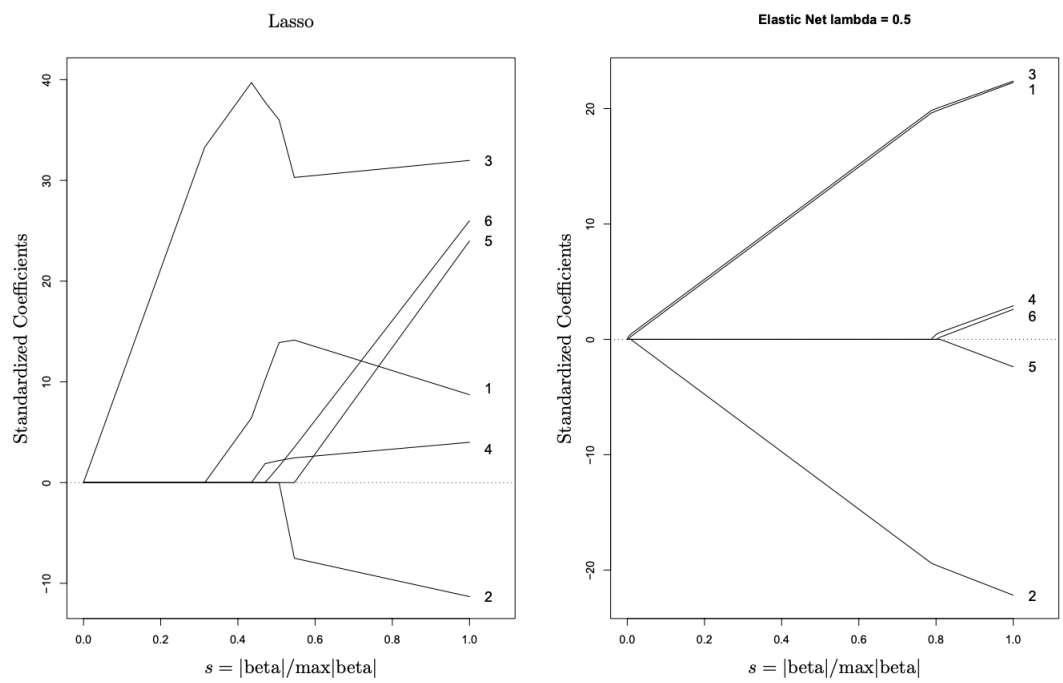 Lasso
Standardized Coefficients
40
30
20
10
0
−10
3
6
5
1
4
2
0.0 0.2 0.4 0.6 0.8 1.0
s = |beta|/max|beta|
Elastic Net lambda = 0.5
Standardized Coefficients
20
10
0
−10
−20
3
1
4
6
5
2
0.0 0.2 0.4 0.6 0.8 1.0
s = |beta|/max|beta|